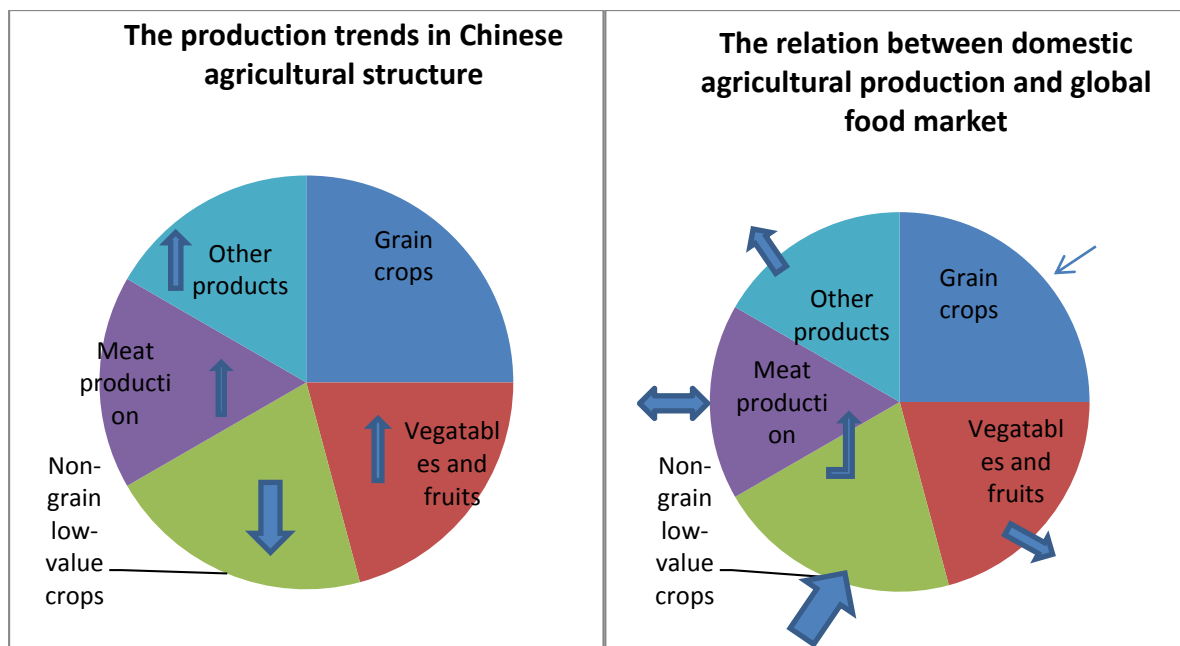 The production trends in Chinese
agricultural structure
Grain
crops
Other
products
Meat
producti
on
Vegatabl
es and
fruits
Non-
grain
low-
value
crops
The relation between domestic
agricultural production and global
food market
Grain
crops
Other
products
Meat
producti
on
Vegatabl
es and
fruits
Non-
grain
low-
value
crops